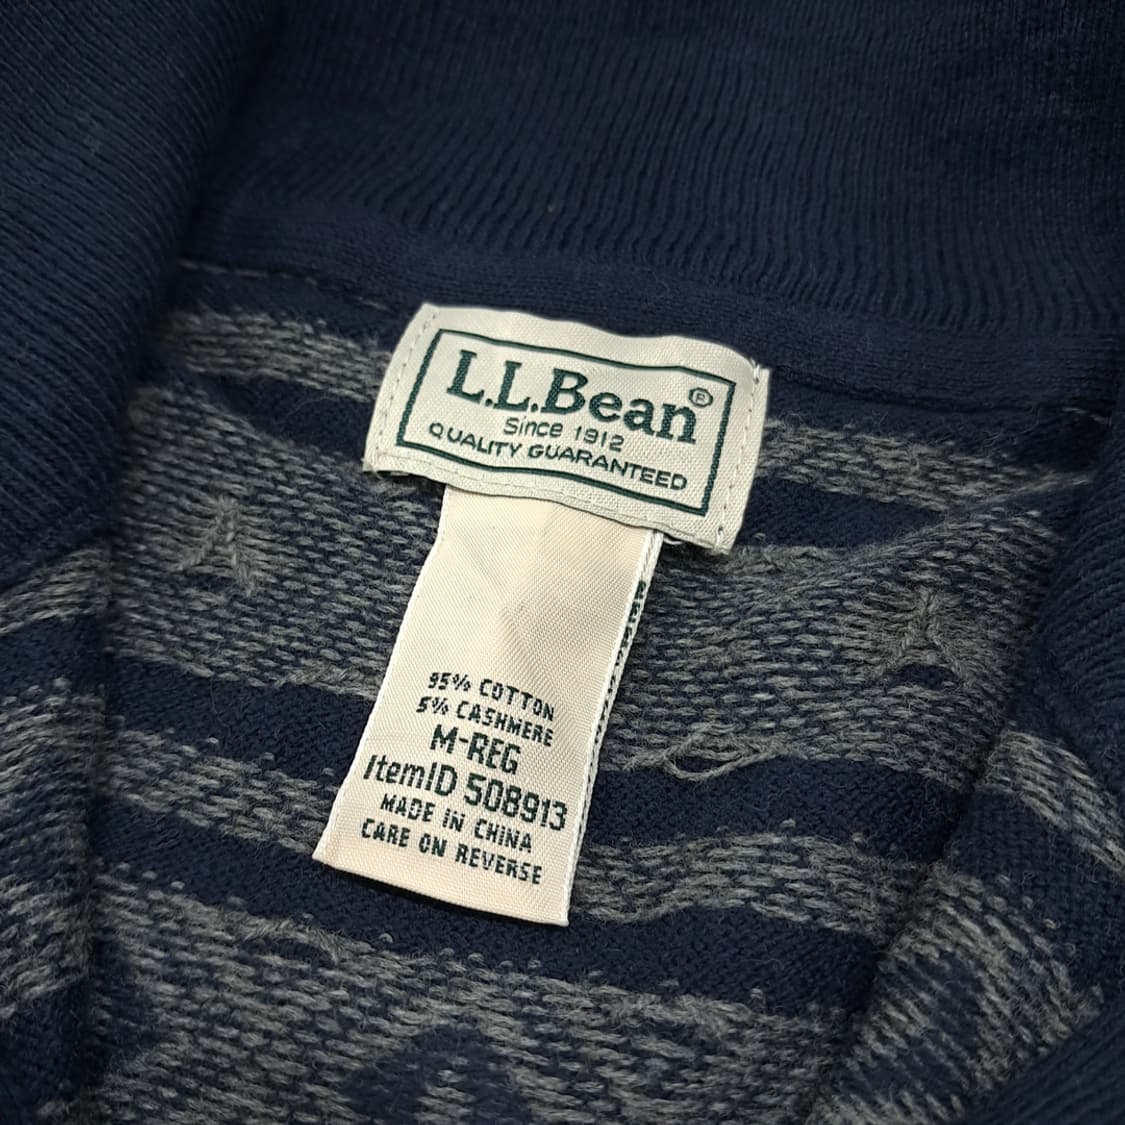 L.L.Bean®
Since 1912
QUALITY GUARANTEED
95% COTTON
5% CASHMERE
M-REG
ItemID 508913
MADE IN CHINA
CARE ON REVERSE